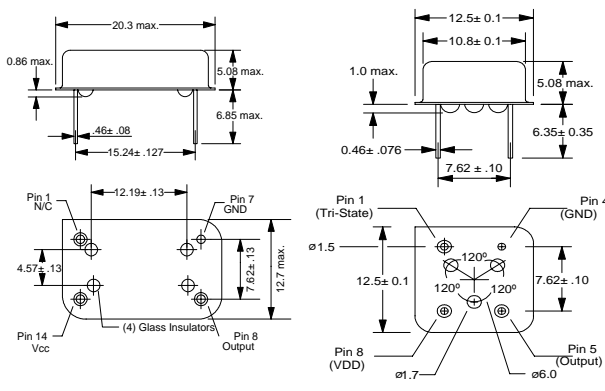 20.3 max.
0.86 max.
5.08 max.
6.85 max.
.46± .08
15.24± .127
12.5± 0.1
10.8± 0.1
1.0 max.
5.08 max.
6.35± 0.35
0.46± .076
7.62 ± .10
12.19± .13
Pin 1
N/C
Pin 7
GND
4.57± .13
7.62± .13
12.7 max.
(4) Glass Insulators
Pin 14
Vcc
Pin 8
Output
Pin 1
(Tri-State)
Pin 4
(GND)
ø1.5
120º
120º
120º
12.5± 0.1
7.62± .10
Pin 8
(VDD)
ø1.7
ø6.0
Pin 5
(Output)